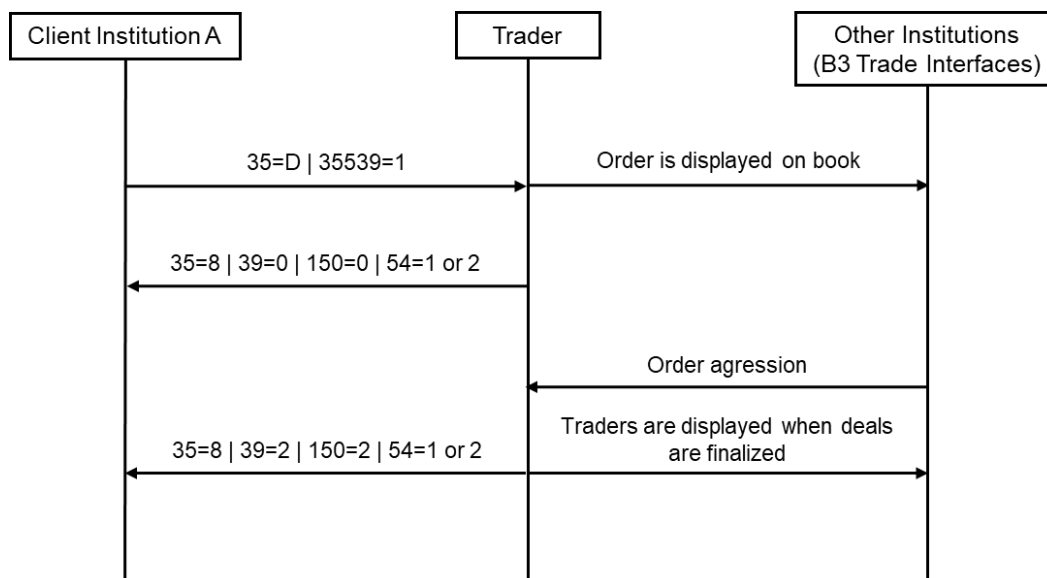 Client Institution A
Trader
Other Institutions
(B3 Trade Interfaces)
35=D | 35539=1
Order is displayed on book
35=8 | 39=0 | 150=0 | 54=1 or 2
Order agression
Traders are displayed when deals
are finalized
35=8 | 39=2 | 150=2 | 54=1 or 2